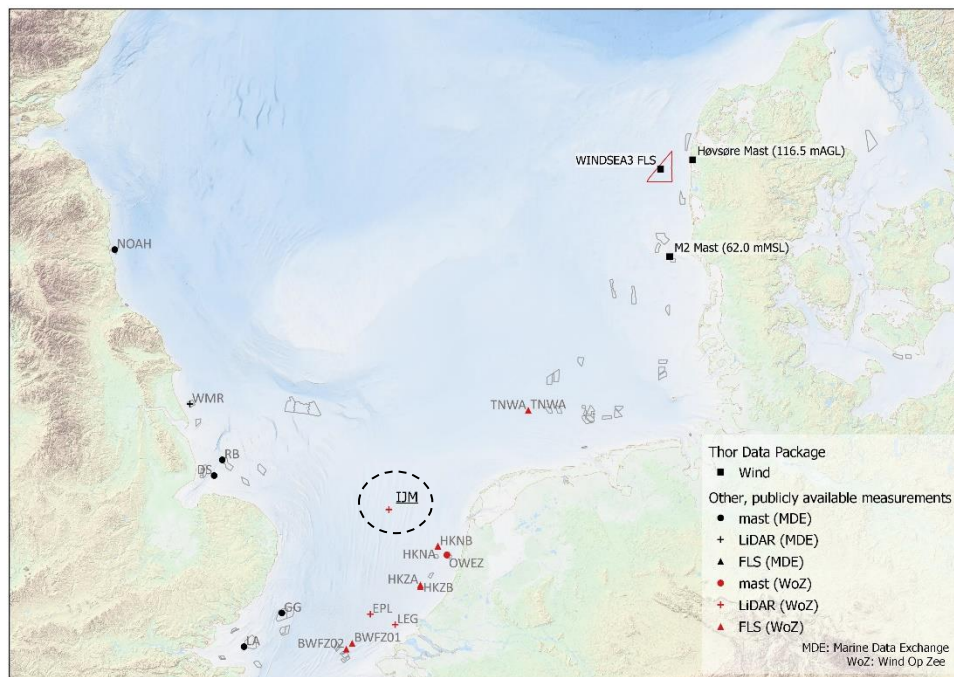 Høvsøre Mast (116.5 mAGL)
WINDSEA3 FLS
NOAH
M2 Mast (62.0 mMSL)
WMR
TNWA TNWA
RB
DS
IJM
HKNB
HKNA
OWEZ
HKZA
HKZB
GG
EPL
LEG
LA
BWFZ01
BWFZ02
Thor Data Package
Wind
Other, publicly available measurements
mast (MDE)
LiDAR (MDE)
FLS (MDE)
mast (WoZ)
LiDAR (WoZ)
FLS (WoZ)
MDE: Marine Data Exchange
WoZ: Wind Op Zee